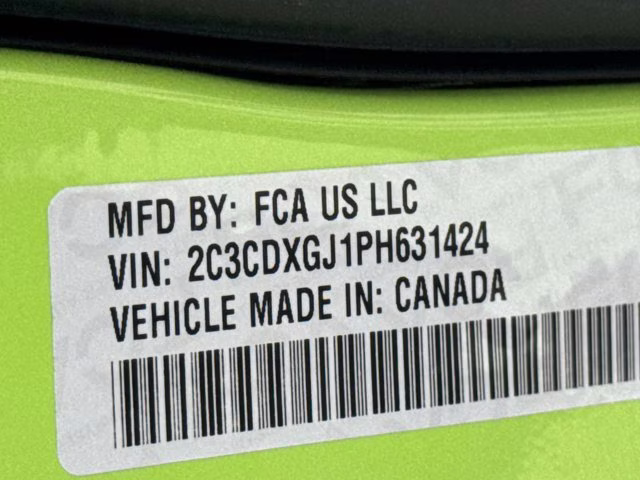 MFD BY: FCA US LLC
VIN: 2C3CDXGJ1PH631424
VEHICLE MADE IN: CANADA